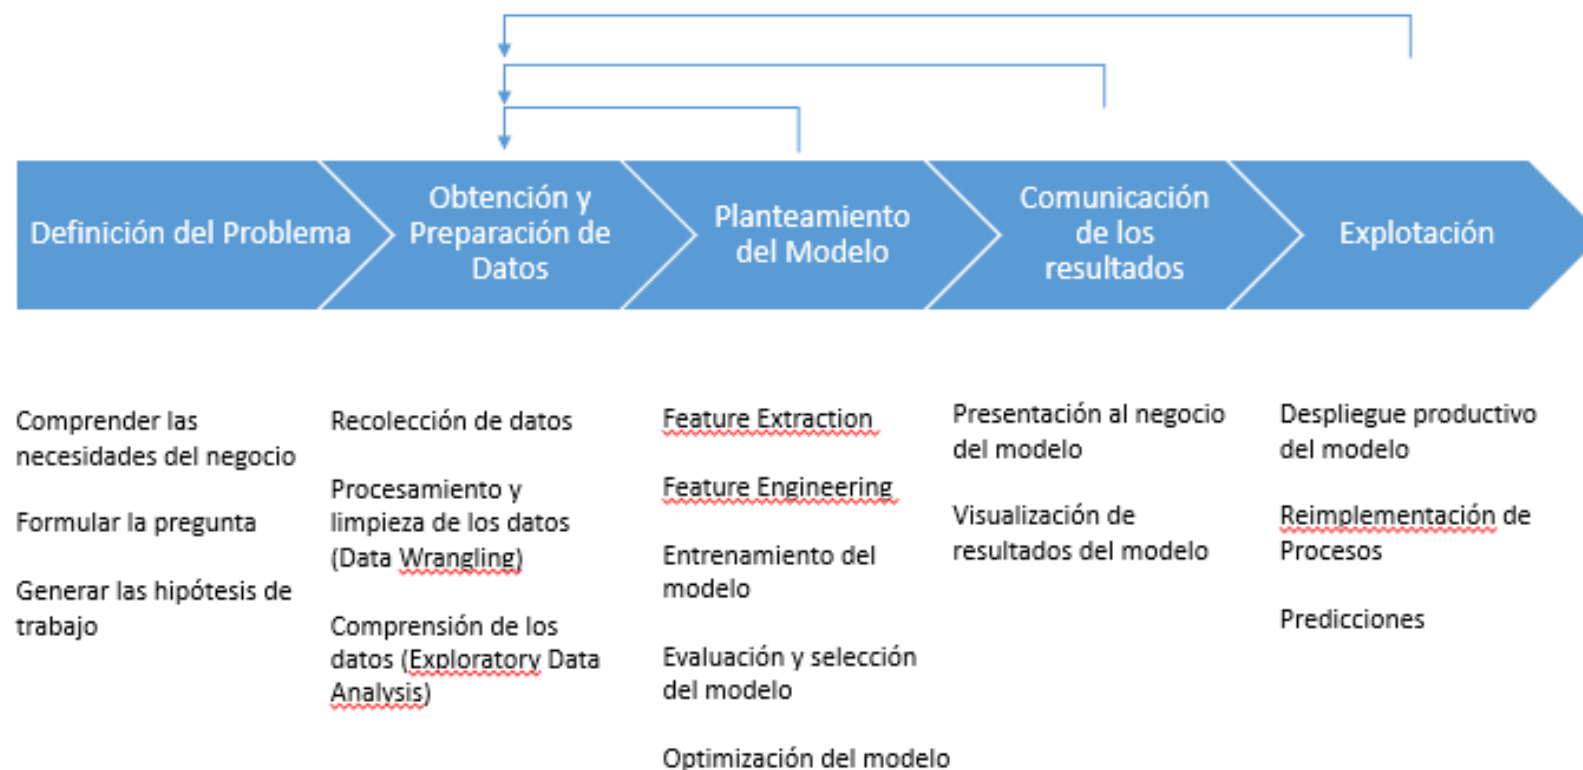 Definición del Problema
Obtención y
Preparación de
Datos
Planteamiento
del Modelo
Comunicación
de los
resultados
Explotación
Comprender las
necesidades del negocio
Formular la pregunta
Generar las hipótesis de
trabajo
Recolección de datos
Procesamiento y
limpieza de los datos
(Data Wrangling)
Comprensión de los
datos (Exploratory Data
Analysis)
Feature Extraction
Feature Engineering
Entrenamiento del
modelo
Evaluación y selección
del modelo
Optimización del modelo
Presentación al negocio
del modelo
Visualización de
resultados del modelo
Despliegue productivo
del modelo
Reimplementación de
Procesos
Predicciones